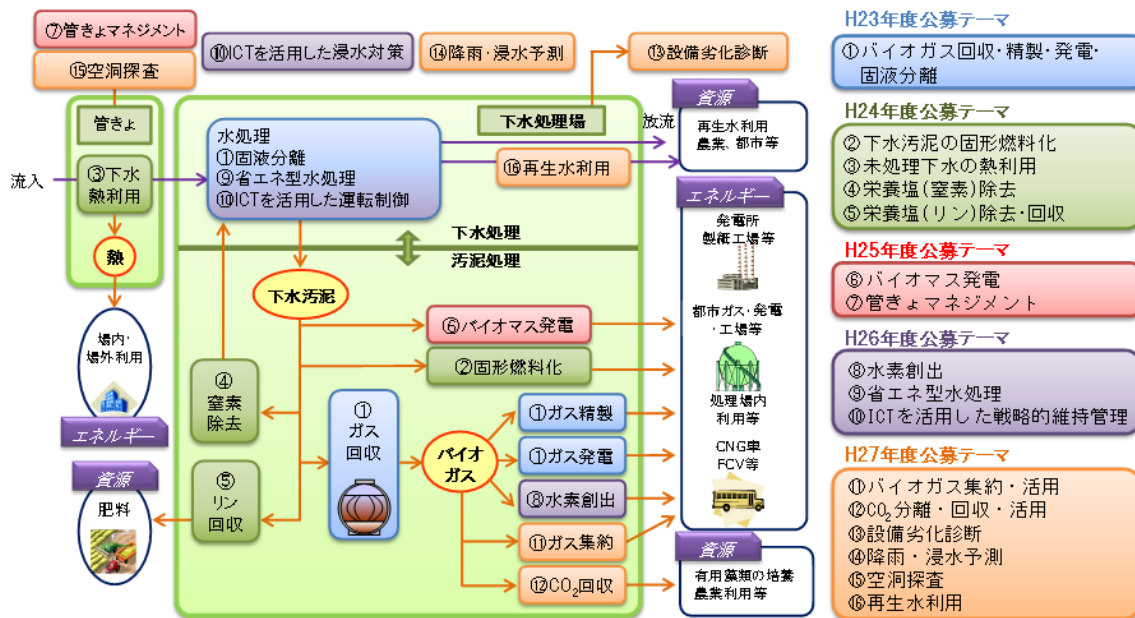 ⑦管きょマネジメント
⑮空洞探査
⑩ICTを活用した浸水対策
⑭降雨・浸水予測
⑬設備劣化診断
管きょ
流入
③下水
熱利用
熱
場内・
場外利用
エネルギー
資源
肥料
水処理
①固液分離
⑨省エネ型水処理
⑩ICTを活用した運転制御
下水処理場
放流
⑯再生水利用
下水処理
汚泥処理
下水汚泥
⑥バイオマス発電
②固形燃料化
④
窒素
除去
⑤
リン
回収
①
ガス
回収
バイオ
ガス
①ガス精製
①ガス発電
⑧水素創出
⑪ガス集約
⑫CO₂回収
資源
再生水利用
農業、都市等
エネルギー
発電所
製紙工場等
都市ガス・発電
・工場等
処理場内
利用等
CNG車
FCV等
資源
有用藻類の培養
農業利用等
H23年度公募テーマ
①バイオガス回収・精製・発電・
固液分離
H24年度公募テーマ
②下水汚泥の固形燃料化
③未処理下水の熱利用
④栄養塩(窒素)除去
⑤栄養塩(リン)除去・回収
H25年度公募テーマ
⑥バイオマス発電
⑦管きょマネジメント
H26年度公募テーマ
⑧水素創出
⑨省エネ型水処理
⑩ICTを活用した戦略的維持管理
H27年度公募テーマ
⑪バイオガス集約・活用
⑫CO₂分離・回収・活用
⑬設備劣化診断
⑭降雨・浸水予測
⑮空洞探査
⑯再生水利用